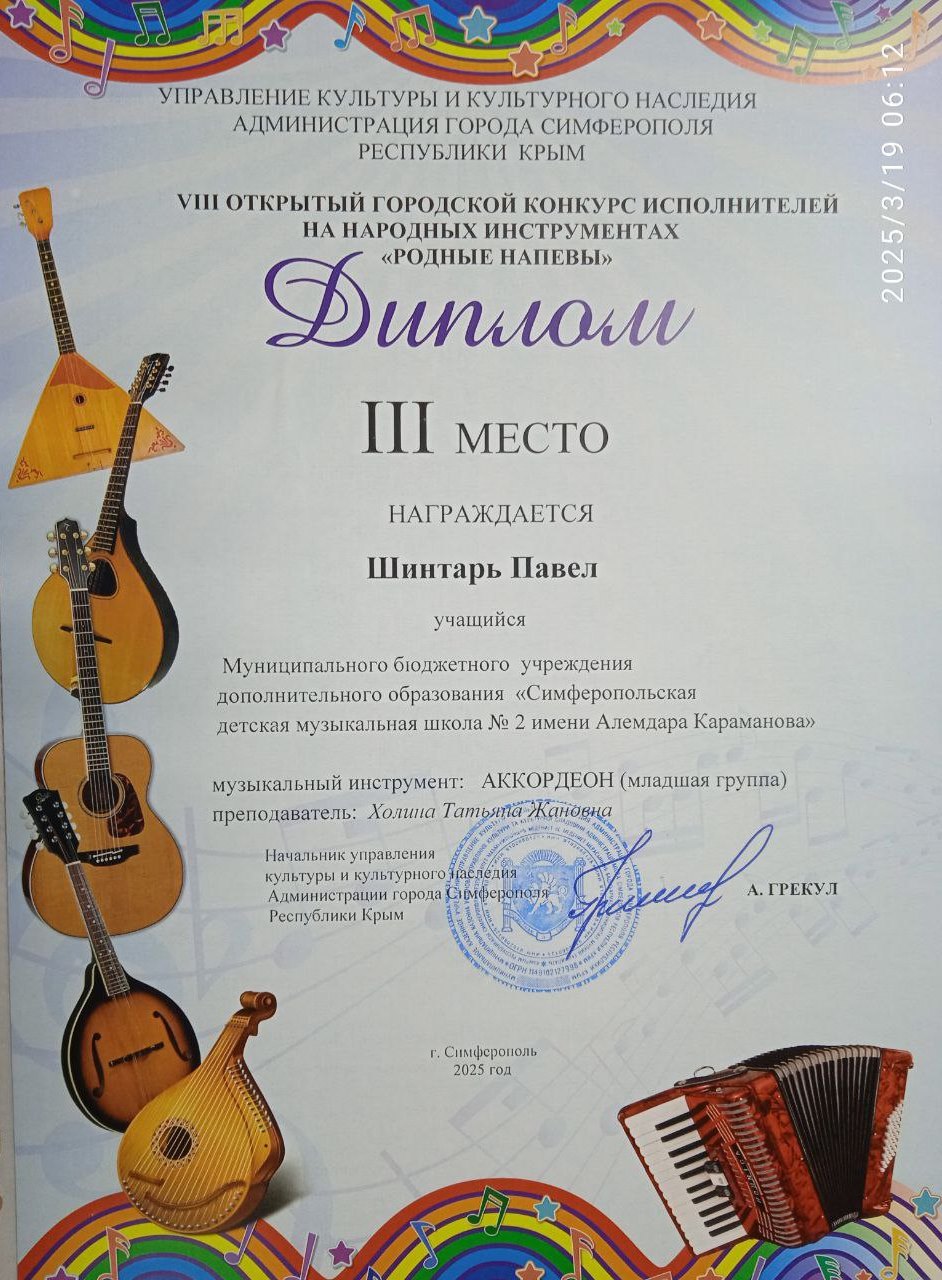 УПРАВЛЕНИЕ КУЛЬТУРЫ И КУЛЬТУРНОГО НАСЛЕДИЯ
АДМИНИСТРАЦИЯ ГОРОДА СИМФЕРОПОЛЯ
РЕСПУБЛИКИ КРЫМ
2025/3/19 06:12
VIII ОТКРЫТЫЙ ГОРОДСКОЙ КОНКУРС ИСПОЛНИТЕЛЕЙ
НА НАРОДНЫХ ИНСТРУМЕНТАХ
«РОДНЫЕ НАПЕВЫ»
Диплом
III МЕСТО
НАГРАЖДАЕТСЯ
Шинтарь Павел
учащийся
Муниципального бюджетного учреждения
дополнительного образования «Симферопольская
детская музыкальная школа № 2 имени Алемдара Караманова»
музыкальный инструмент: АККОРДЕОН (младшая группа)
преподаватель: Холина Татьяна Жановна
Начальник управления
культуры и культурного наследия
Администрации города Симферополя
Республики Крым
А. ГРЕКУЛ
г. Симферополь
2025 год